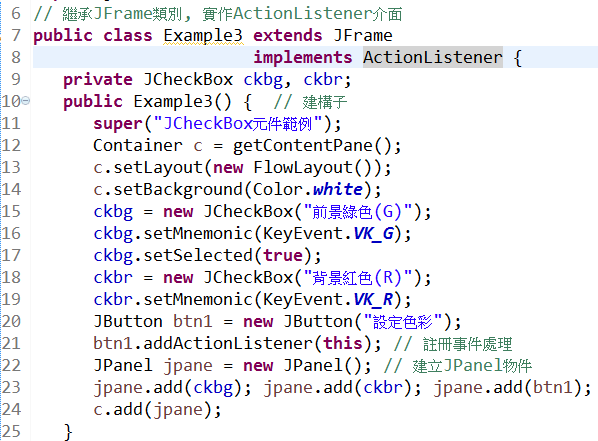 6 // 繼承JFrame類別, 實作ActionListener介面
7 public class Example3 extends JFrame
8                       implements ActionListener {
9    private JCheckBox ckbg, ckbr;
10    public Example3() {  // 建構子
11       super("JCheckBox元件範例");
12       Container c = getContentPane();
13       c.setLayout(new FlowLayout());
14       c.setBackground(Color.white);
15       ckbg = new JCheckBox("前景綠色(G)");
16       ckbg.setMnemonic(KeyEvent.VK_G);
17       ckbg.setSelected(true);
18       ckbr = new JCheckBox("背景紅色(R)");
19       ckbr.setMnemonic(KeyEvent.VK_R);
20       JButton btn1 = new JButton("設定色彩");
21       btn1.addActionListener(this); // 註冊事件處理
22       JPanel jpane = new JPanel(); // 建立JPanel物件
23       jpane.add(ckbg); jpane.add(ckbr); jpane.add(btn1);
24       c.add(jpane);
25    }